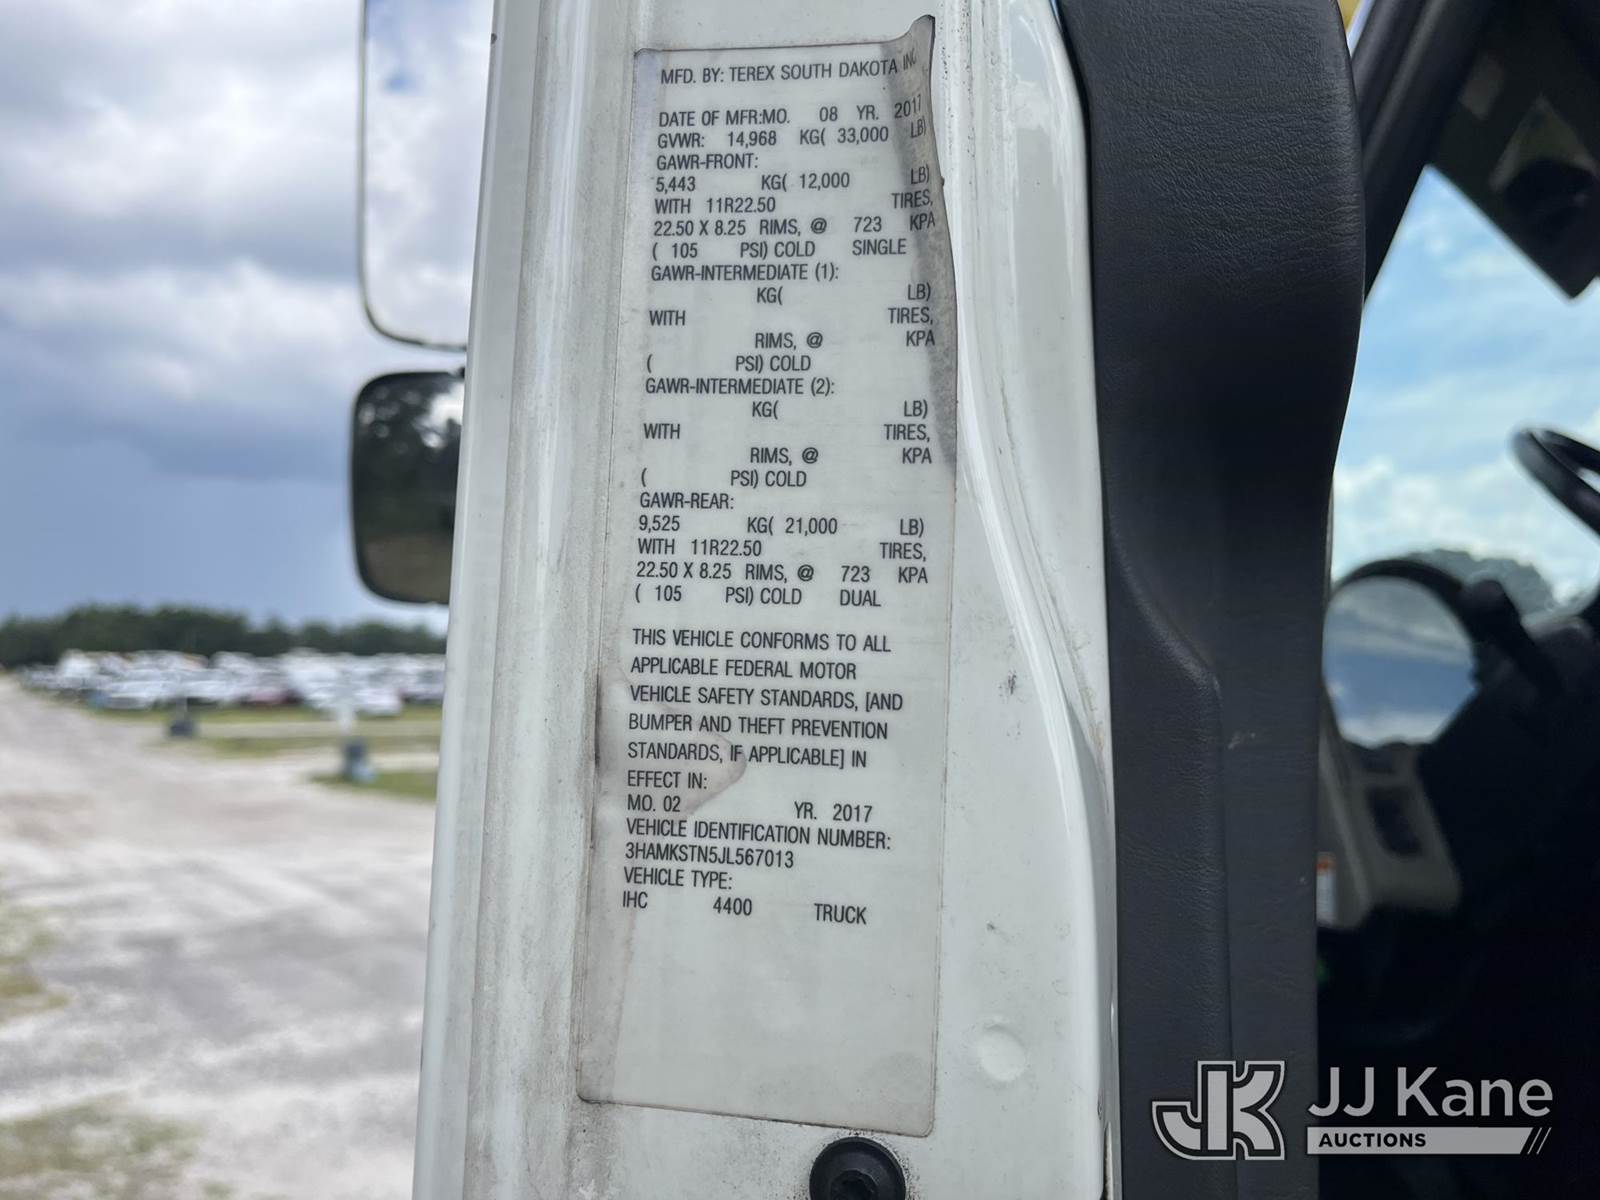 MFD. BY: TEREX SOUTH DAKOTA INC
DATE OF MFR:MO. 08 YR. 2017
GVWR: 14,968 KG( 33,000 LB)
GAWR-FRONT:
5,443 KG( 12,000 LB)
WITH 11R22.50 TIRES,
22.50 X 8.25 RIMS, @ 723 KPA
( 105 PSI) COLD SINGLE
GAWR-INTERMEDIATE (1):
KG( LB)
WITH TIRES,
RIMS, @ KPA
( PSI) COLD
GAWR-INTERMEDIATE (2):
KG( LB)
WITH TIRES,
RIMS, @ KPA
( PSI) COLD
GAWR-REAR:
9,525 KG( 21,000 LB)
WITH 11R22.50 TIRES,
22.50 X 8.25 RIMS, @ 723 KPA
( 105 PSI) COLD DUAL
THIS VEHICLE CONFORMS TO ALL
APPLICABLE FEDERAL MOTOR
VEHICLE SAFETY STANDARDS, [AND
BUMPER AND THEFT PREVENTION
STANDARDS, IF APPLICABLE] IN
EFFECT IN:
MO. 02 YR. 2017
VEHICLE IDENTIFICATION NUMBER:
3HAMKSTN5JL567013
VEHICLE TYPE:
IHC 4400 TRUCK
JK JJ Kane
AUCTIONS